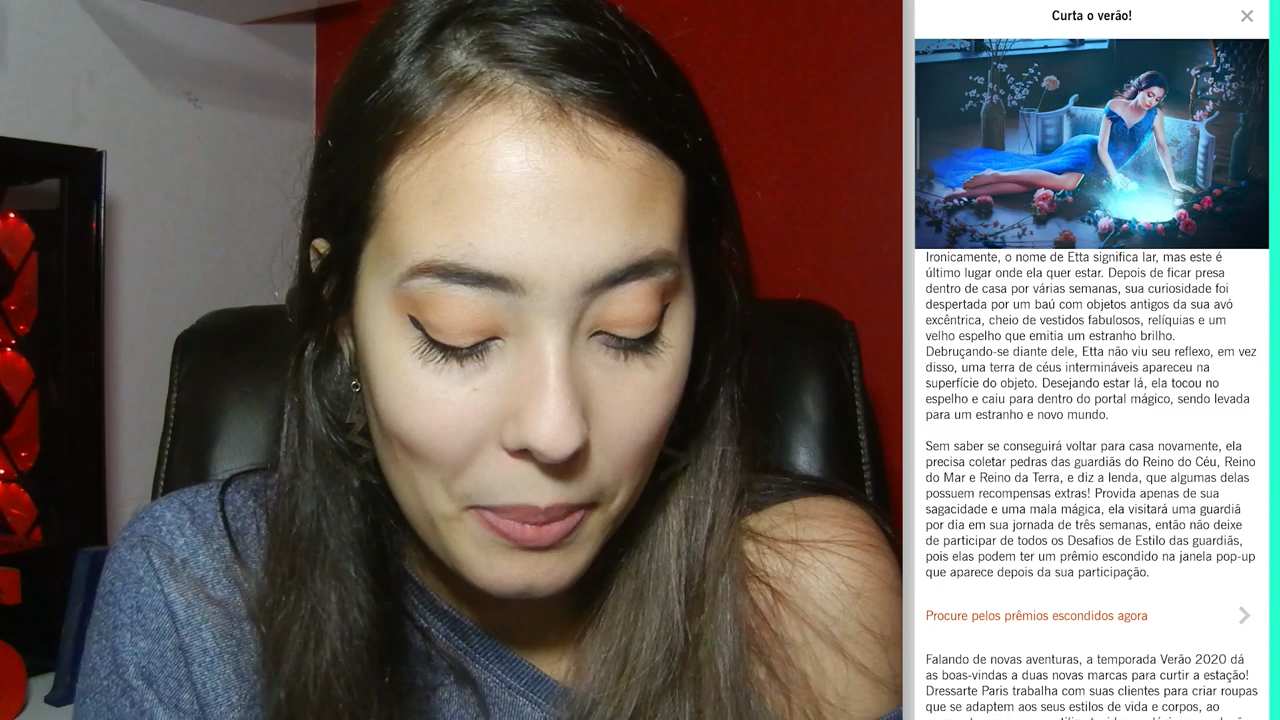 Curta o verão!
Ironicamente, o nome de Etta significa lar, mas este é
último lugar onde ela quer estar. Depois de ficar presa
dentro de casa por várias semanas, sua curiosidade foi
despertada por um baú com objetos antigos da sua avó
excêntrica, cheio de vestidos fabulosos, relíquias e um
velho espelho que emitia um estranho brilho.
Debruçando-se diante dele, Etta não viu seu reflexo, em vez
disso, uma terra de céus intermináveis apareceu na
superfície do objeto. Desejando estar lá, ela tocou no
espelho e caiu para dentro do portal mágico, sendo levada
para um estranho e novo mundo.
Sem saber se conseguirá voltar para casa novamente, ela
precisa coletar pedras das guardiãs do Reino do Céu, Reino
do Mar e Reino da Terra, e diz a lenda, que algumas delas
possuem recompensas extras! Provida apenas de sua
sagacidade e uma mala mágica, ela visitará uma guardiã
por dia em sua jornada de três semanas, então não deixe
de participar de todos os Desafios de Estilo das guardiãs,
pois elas podem ter um prêmio escondido na janela pop-up
que aparece depois da sua participação.
Procure pelos prêmios escondidos agora
Falando de novas aventuras, a temporada Verão 2020 dá
as boas-vindas a duas novas marcas para curtir a estação!
Dressarte Paris trabalha com suas clientes para criar roupas
que se adaptem aos seus estilos de vida e corpos, ao